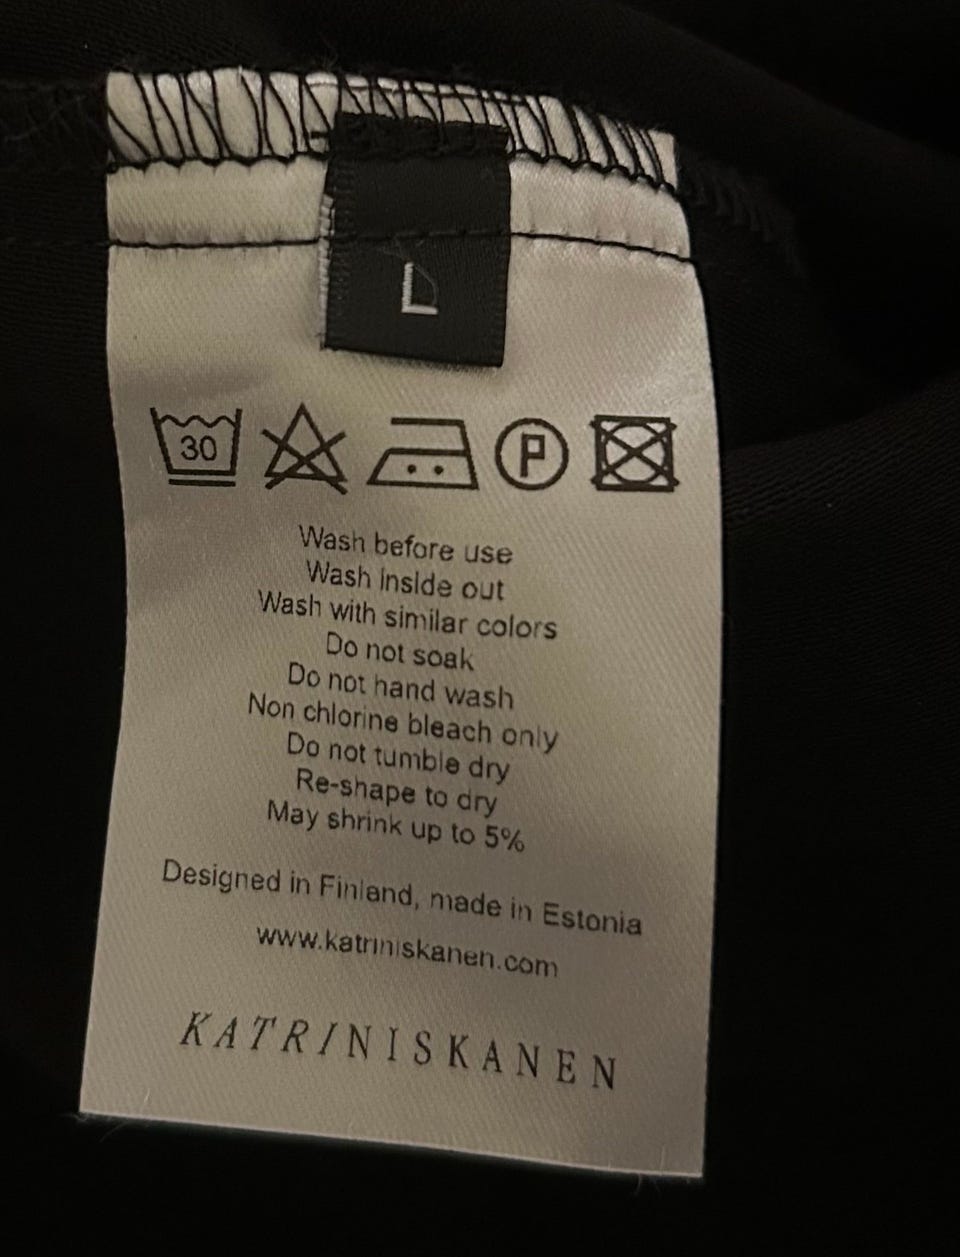 L
30
P
Wash before use
Wash inside out
Wash with similar colors
Do not soak
Do not hand wash
Non chlorine bleach only
Do not tumble dry
Re-shape to dry
May shrink up to 5%
Designed in Finland, made in Estonia
www.katriniskanen.com
KATRINISKANEN